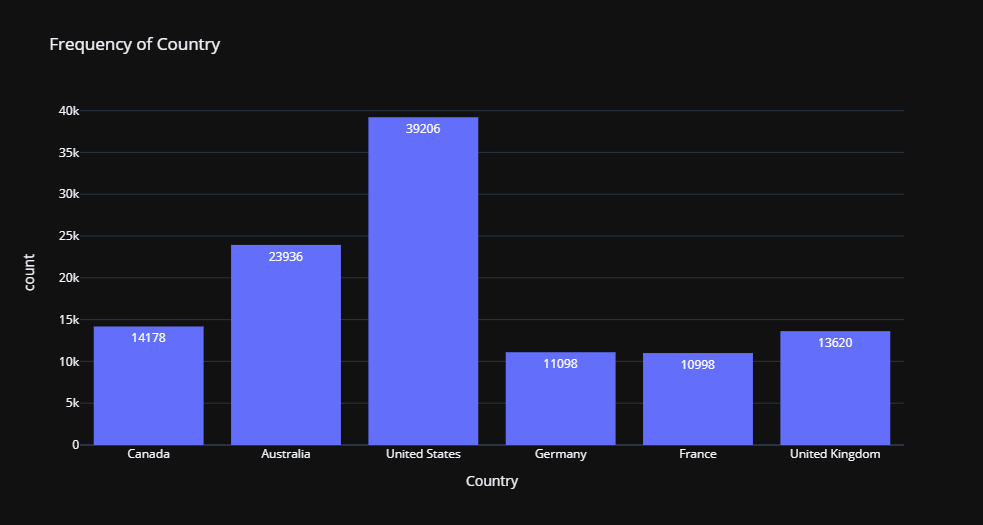 Frequency of Country
40k
35k
30k
25k
20k
15k
10k
5k
0
count
14178
23936
39206
11098
10998
13620
Canada
Australia
United States
Germany
France
United Kingdom
Country